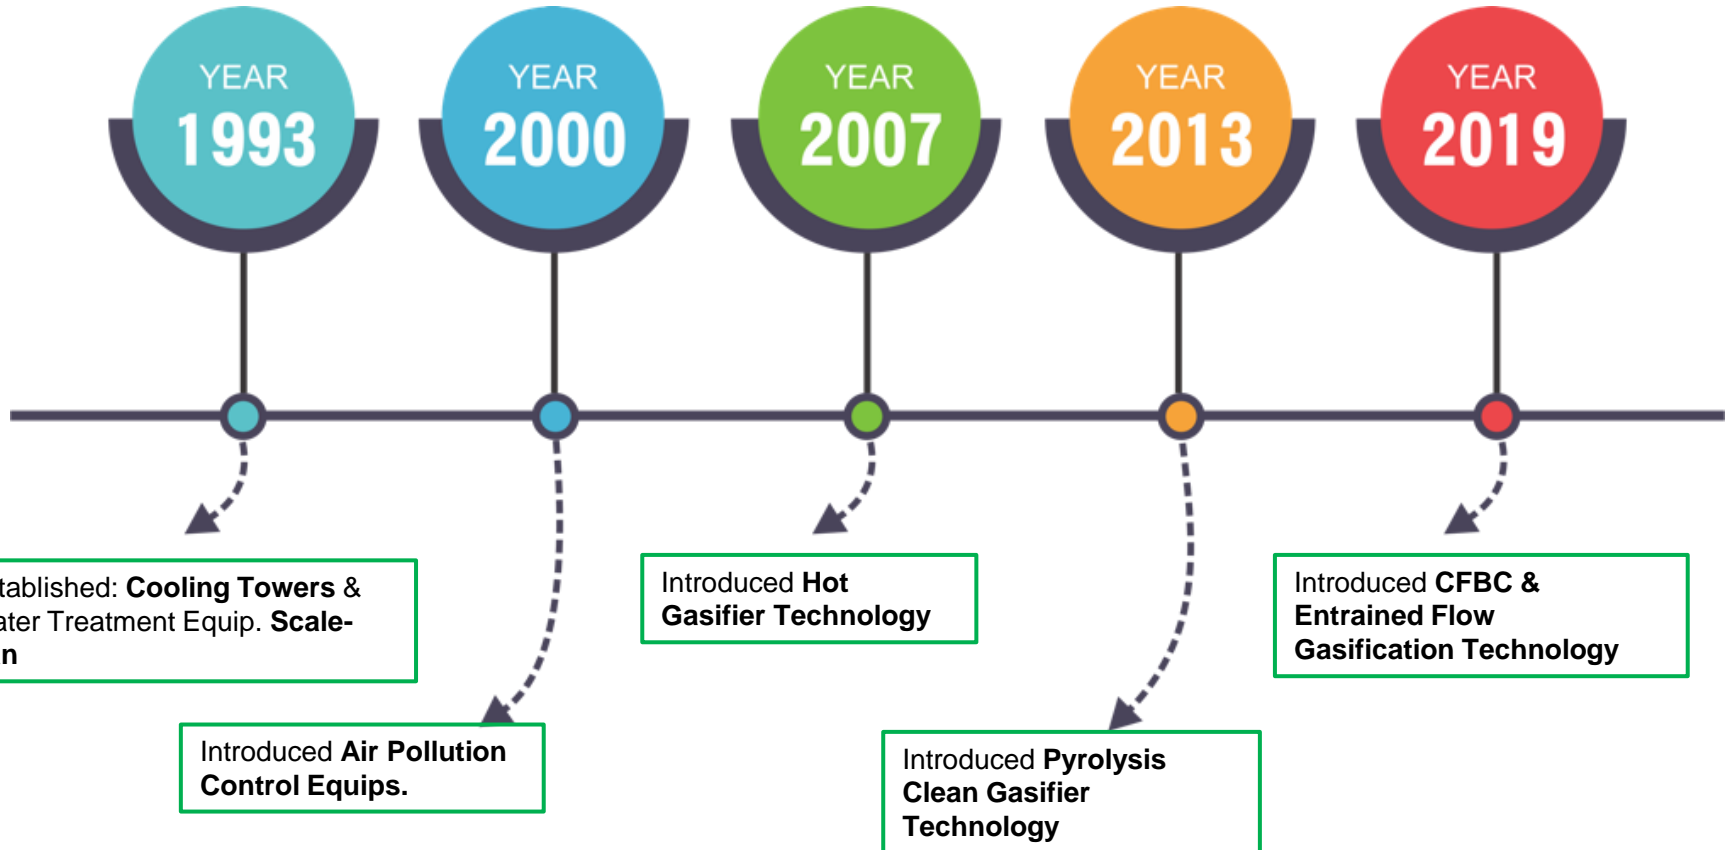 YEAR
1993
YEAR
2000
YEAR
2007
YEAR
2013
YEAR
2019
tablished: Cooling Towers &
ater Treatment Equip. Scale-
n
Introduced Air Pollution
Control Equips.
Introduced Hot
Gasifier Technology
Introduced Pyrolysis
Clean Gasifier
Technology
Introduced CFBC &
Entrained Flow
Gasification Technology